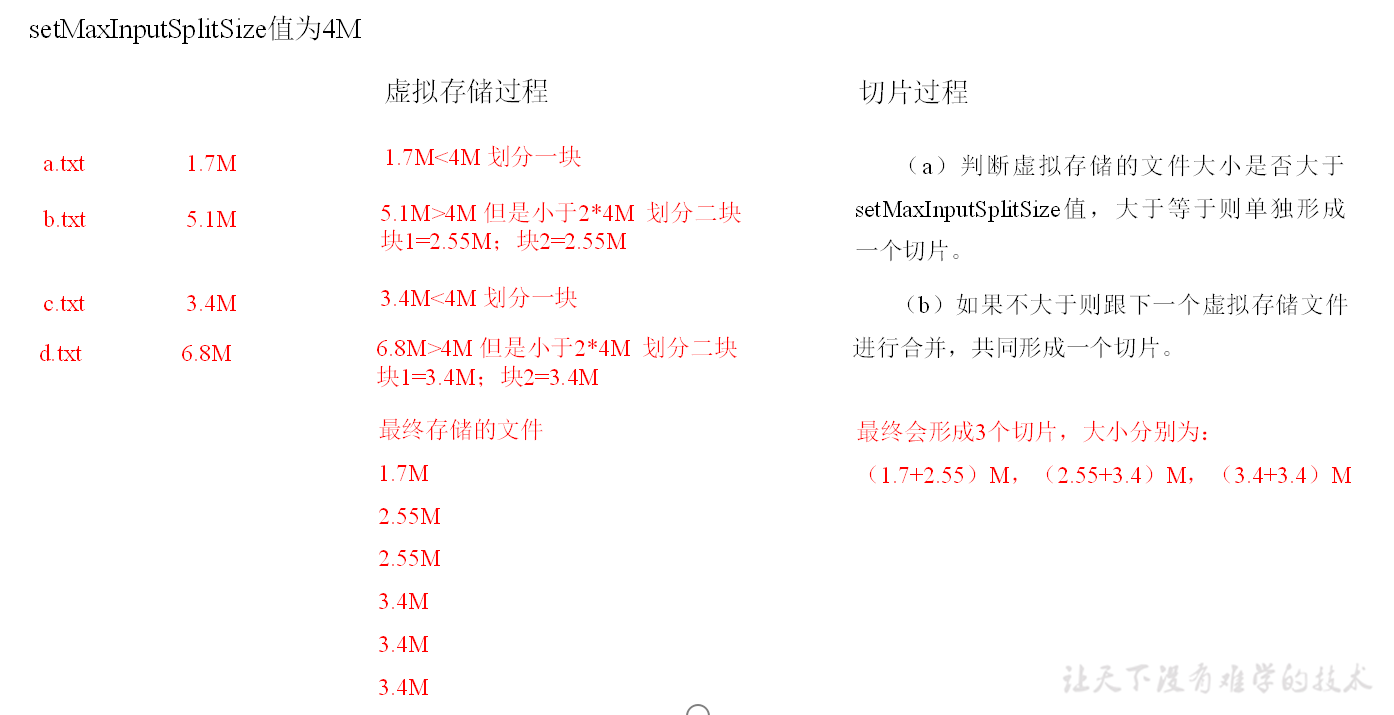 setMaxInputSplitSize值为4M
虚拟存储过程
切片过程
a.txt 1.7M
1.7M<4M 划分一块
b.txt 5.1M
5.1M>4M 但是小于2*4M 划分二块
块1=2.55M；块2=2.55M
c.txt 3.4M
3.4M<4M 划分一块
d.txt 6.8M
6.8M>4M 但是小于2*4M 划分二块
块1=3.4M；块2=3.4M
最终存储的文件
1.7M
2.55M
2.55M
3.4M
3.4M
3.4M
（a）判断虚拟存储的文件大小是否大于
setMaxInputSplitSize值，大于等于则单独形成
一个切片。
（b）如果不大于则跟下一个虚拟存储文件
进行合并，共同形成一个切片。
最终会形成3个切片，大小分别为：
（1.7+2.55）M，（2.55+3.4）M，（3.4+3.4）M
让天下没有难学的技术